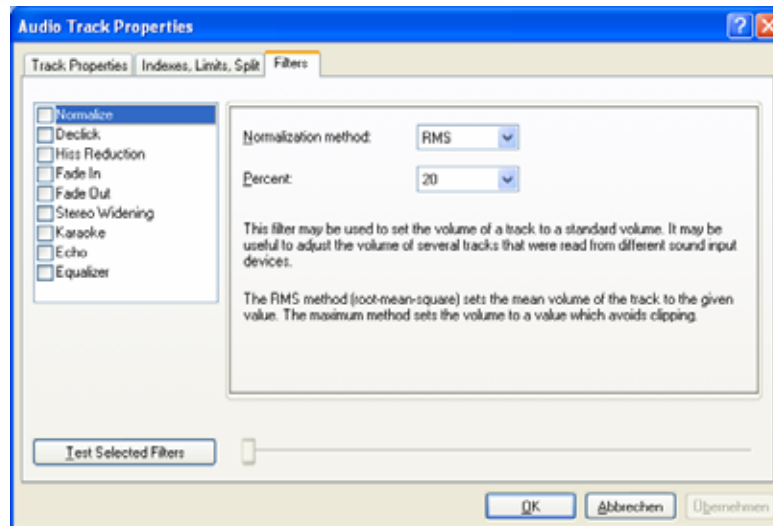 Audio Track Properties
Track Properties
Indexes, Limits, Split
Filters
Normalize
Declick
Hiss Reduction
Fade In
Fade Out
Stereo Widening
Karaoke
Echo
Equalizer
Normalization method: RMS
Percent: 20
This filter may be used to set the volume of a track to a standard volume. It may be
useful to adjust the volume of several tracks that were read from different sound input
devices.
The RMS method (root-mean-square) sets the mean volume of the track to the given
value. The maximum method sets the volume to a value which avoids clipping.
Test Selected Filters
OK
Abbrechen
Übernehmen